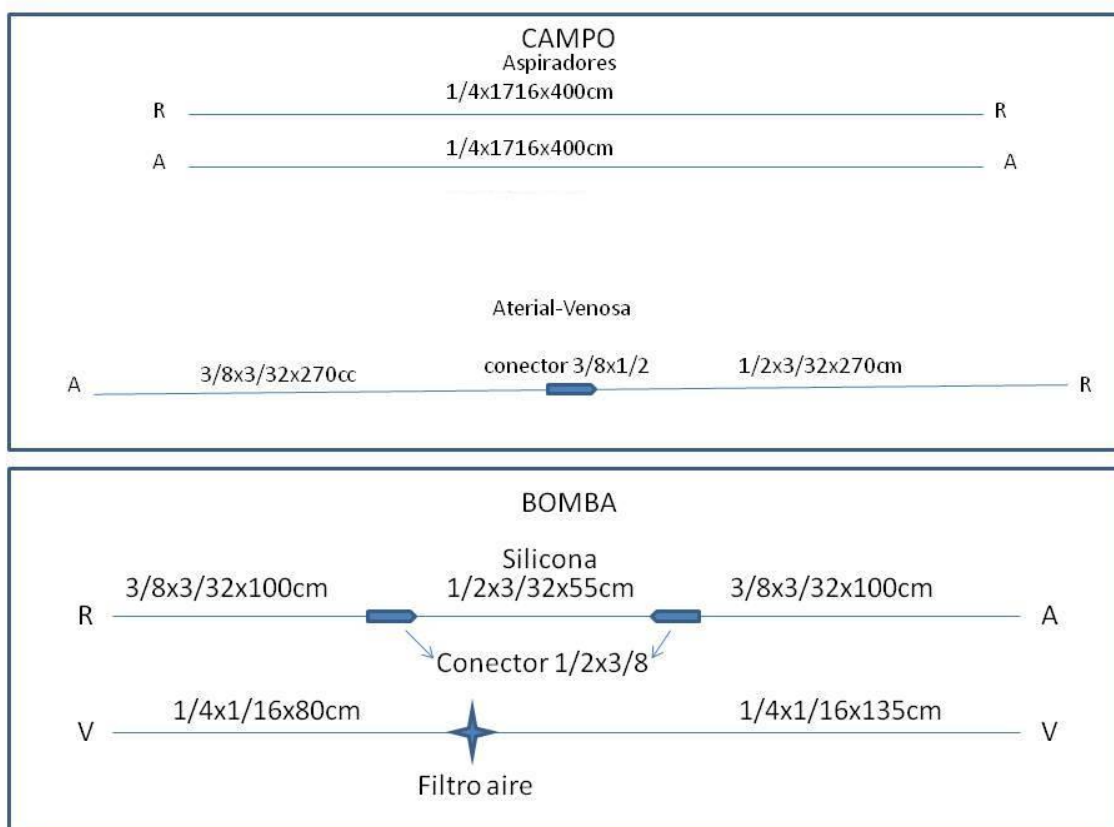 CAMPO
Aspiradores
1/4x1716x400cm
R R
1/4x1716x400cm
A A
Aterial-Venosa
3/8x3/32x270cc conector 3/8x1/2 1/2x3/32x270cm
A R
BOMBA
Silicona
3/8x3/32x100cm 1/2x3/32x55cm 3/8x3/32x100cm
R A
Conector 1/2x3/8
1/4x1/16x80cm 1/4x1/16x135cm
V V
Filtro aire